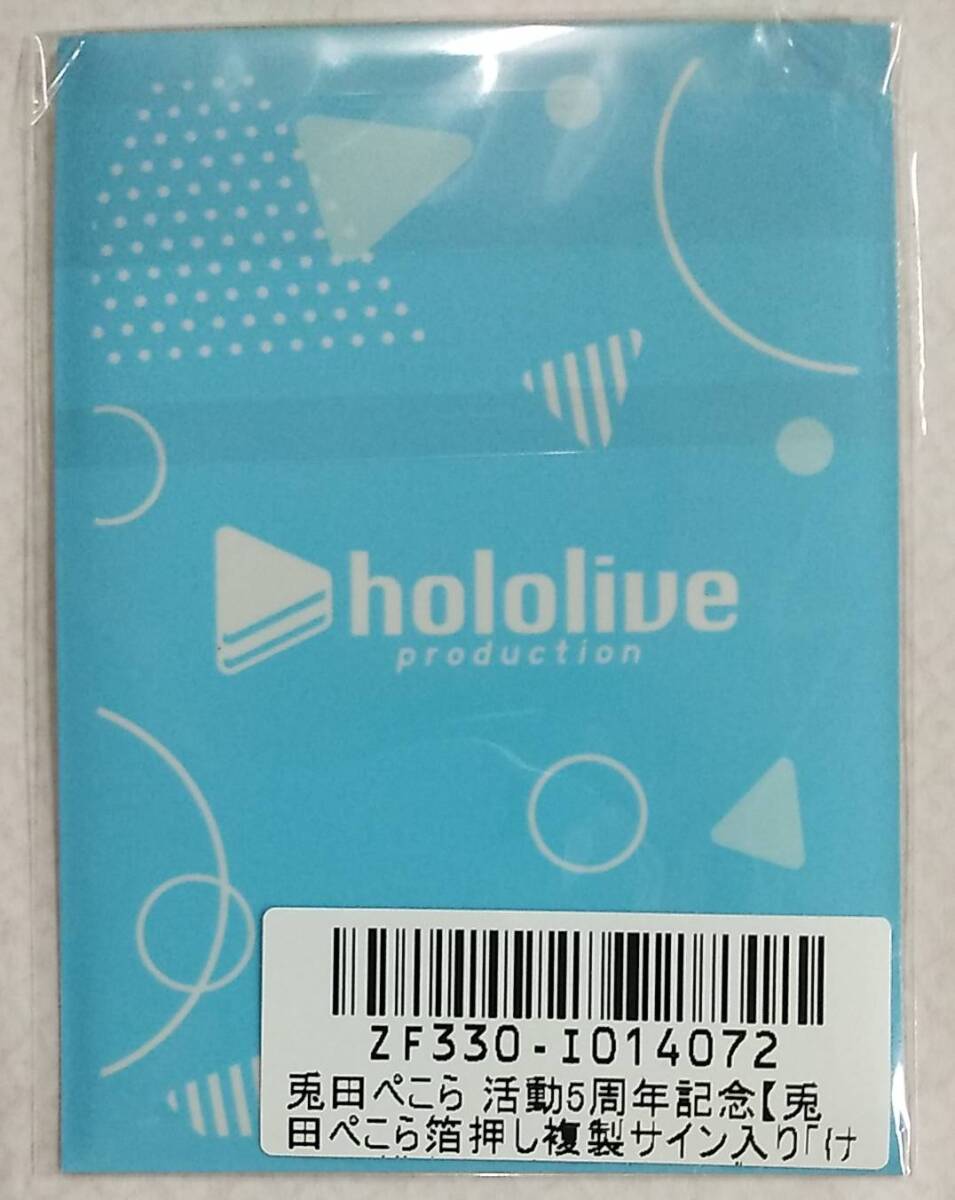 hololive
production
ZF330-I014072
兎田ぺこら 活動5周年記念【兎
田ぺこら箔押し複製サイン入り「け